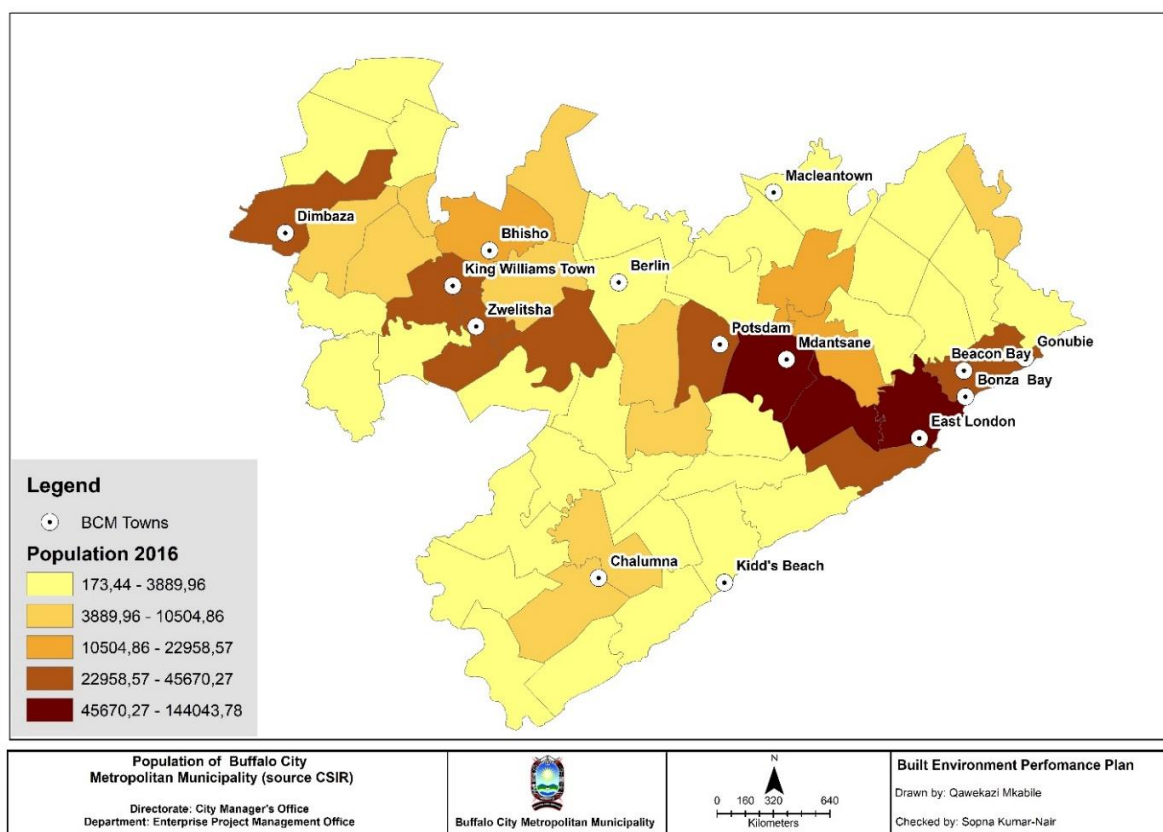 Macleantown
Dimbaza
Bhisho
King Williams Town
Berlin
Zwelitsha
Potsdam
Mdantsane
Gonubie
Beacon Bay
Bonza Bay
East London
Chalumna
Kidd's Beach
Legend
BCM Towns
Population 2016
173,44 - 3889,96
3889,96 - 10504,86
10504,86 - 22958,57
22958,57 - 45670,27
45670,27 - 144043,78
Population of Buffalo City
Metropolitan Municipality (source CSIR)
Directorate: City Manager's Office
Department: Enterprise Project Management Office
Buffalo City Metropolitan Municipality
N
0 160 320 640
Kilometers
Built Environment Perfomance Plan
Drawn by: Qawekazi Mkabile
Checked by: Sopna Kumar-Nair